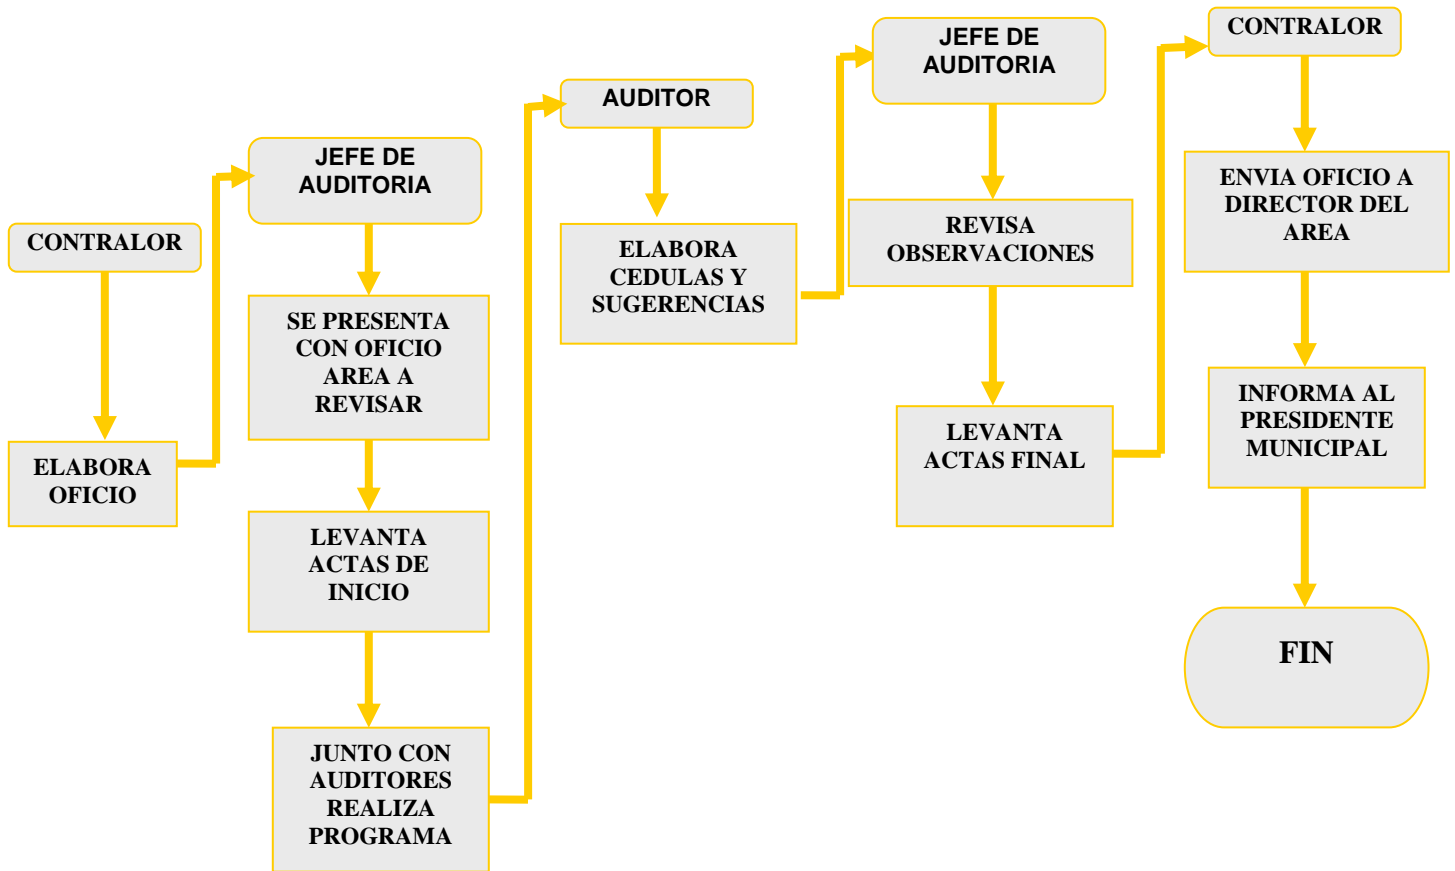 CONTRALOR
ELABORA
OFICIO
JEFE DE
AUDITORIA
SE PRESENTA
CON OFICIO
AREA A
REVISAR
LEVANTA
ACTAS DE
INICIO
JUNTO CON
AUDITORES
REALIZA
PROGRAMA
AUDITOR
ELABORA
CEDULAS Y
SUGERENCIAS
JEFE DE
AUDITORIA
REVISA
OBSERVACIONES
LEVANTA
ACTAS FINAL
CONTRALOR
ENVIA OFICIO A
DIRECTOR DEL
AREA
INFORMA AL
PRESIDENTE
MUNICIPAL
FIN